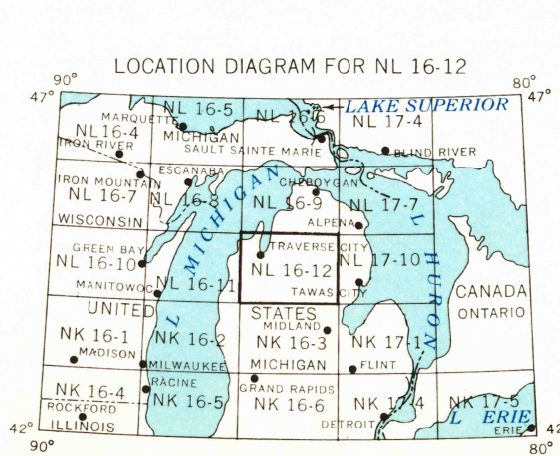 LOCATION DIAGRAM FOR NL 16-12
90° 80°
47° 47°
NL 16-5 NL 16-6 LAKE SUPERIOR
MARQUETTE NL 17-4
NL 16-4 MICHIGAN
IRON RIVER SAULT SAINTE MARIE BLIND RIVER
ESCANABA
IRON MOUNTAIN CHEBOYGAN
NL 16-7 NL 16-8 NL 16-9 NL 17-7
WISCONSIN ALPENA
L MICHIGAN
L HURON
GREEN BAY TRAVERSE CITY
NL 16-10 NL 16-12 NL 17-10
MANITOWOC NL 16-11 TAWAS CITY
CANADA
ONTARIO
UNITED STATES
NK 16-1 NK 16-2 MIDLAND
NK 16-3 NK 17-1
MADISON MILWAUKEE MICHIGAN FLINT
RACINE GRAND RAPIDS
NK 16-4 NK 16-5 NK 16-6 NK 17-4 NK 17-5
ROCKFORD L ERIE
ILLINOIS DETROIT ERIE
42° 42
90° 80°